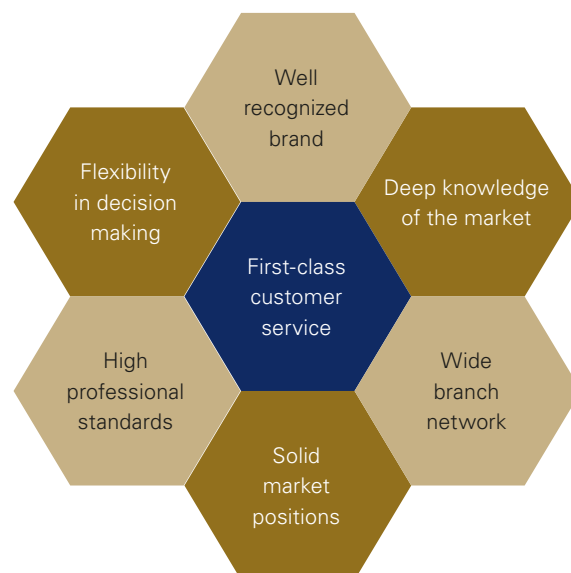 Well
recognized
brand
Flexibility
in decision
making
Deep knowledge
of the market
First-class
customer
service
High
professional
standards
Wide
branch
network
Solid
market
positions